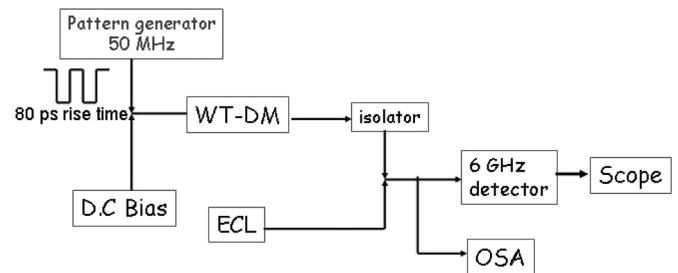 Pattern generator
50 MHz
80 ps rise time
WT-DM
isolator
D.C Bias
ECL
6 GHz
detector
Scope
OSA